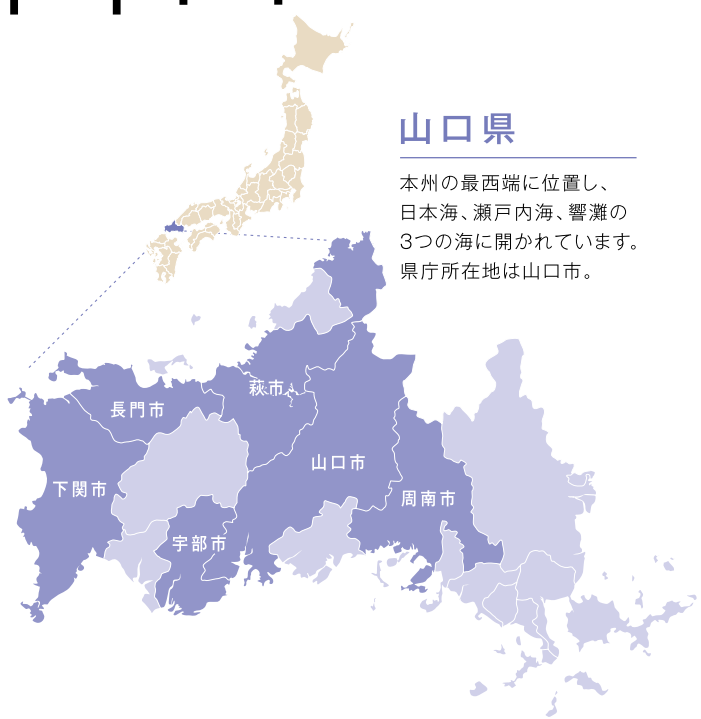 山口県
本州の最西端に位置し、
日本海、瀬戸内海、響灘の
3つの海に開かれています。
県庁所在地は山口市。
萩市
長門市
山口市
下関市
周南市
宇部市